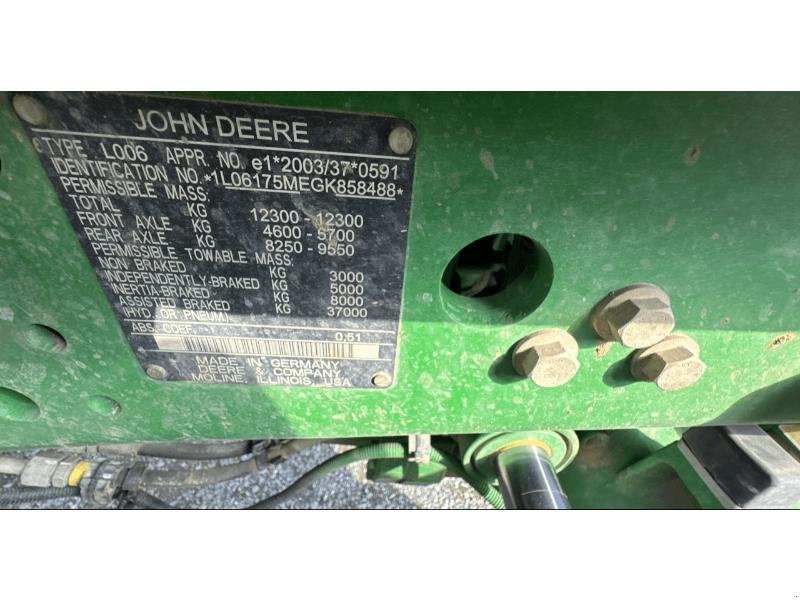 JOHN DEERE
TYPE L006 APPR. NO. e1*2003/37*0591
IDENTIFICATION NO. *1L06175MEGK858488*
PERMISSIBLE MASS:
TOTAL KG 12300 - 12300
FRONT AXLE KG 4600 - 5700
REAR AXLE KG 8250 - 9550
PERMISSIBLE TOWABLE MASS:
NON BRAKED KG 3000
INDEPENDENTLY-BRAKED KG 5000
INERTIA-BRAKED KG 8000
ASSISTED BRAKED KG 37000
(HYD. OR PNEUM.)
ABS. COEF. 0,51
MADE IN GERMANY
DEERE & COMPANY
MOLINE, ILLINOIS, USA